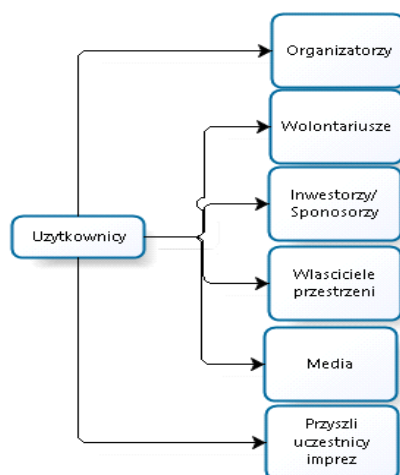 Organizatorzy
Wolontariusze
Inwestorzy/
Sponosorzy
Uzytkownicy
Wlasciciele
przestrzeni
Media
Przyszli
uczestnicy
imprez